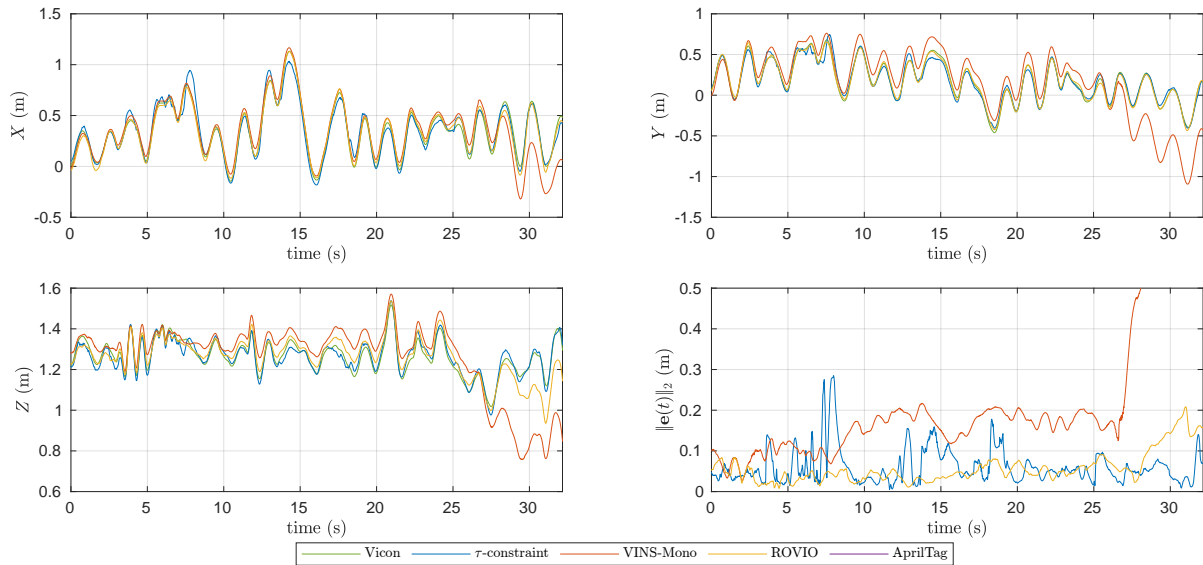 1.5
1
0.5
0
-0.5
X (m)
0 5 10 15 20 25 30
time (s)
1
0.5
0
-0.5
-1
-1.5
Y (m)
0 5 10 15 20 25 30
time (s)
1.6
1.4
1.2
1
0.8
0.6
Z (m)
0 5 10 15 20 25 30
time (s)
0.5
0.4
0.3
0.2
0.1
0
‖e(t)‖₂ (m)
0 5 10 15 20 25 30
time (s)
Vicon τ-constraint VINS-Mono ROVIO AprilTag